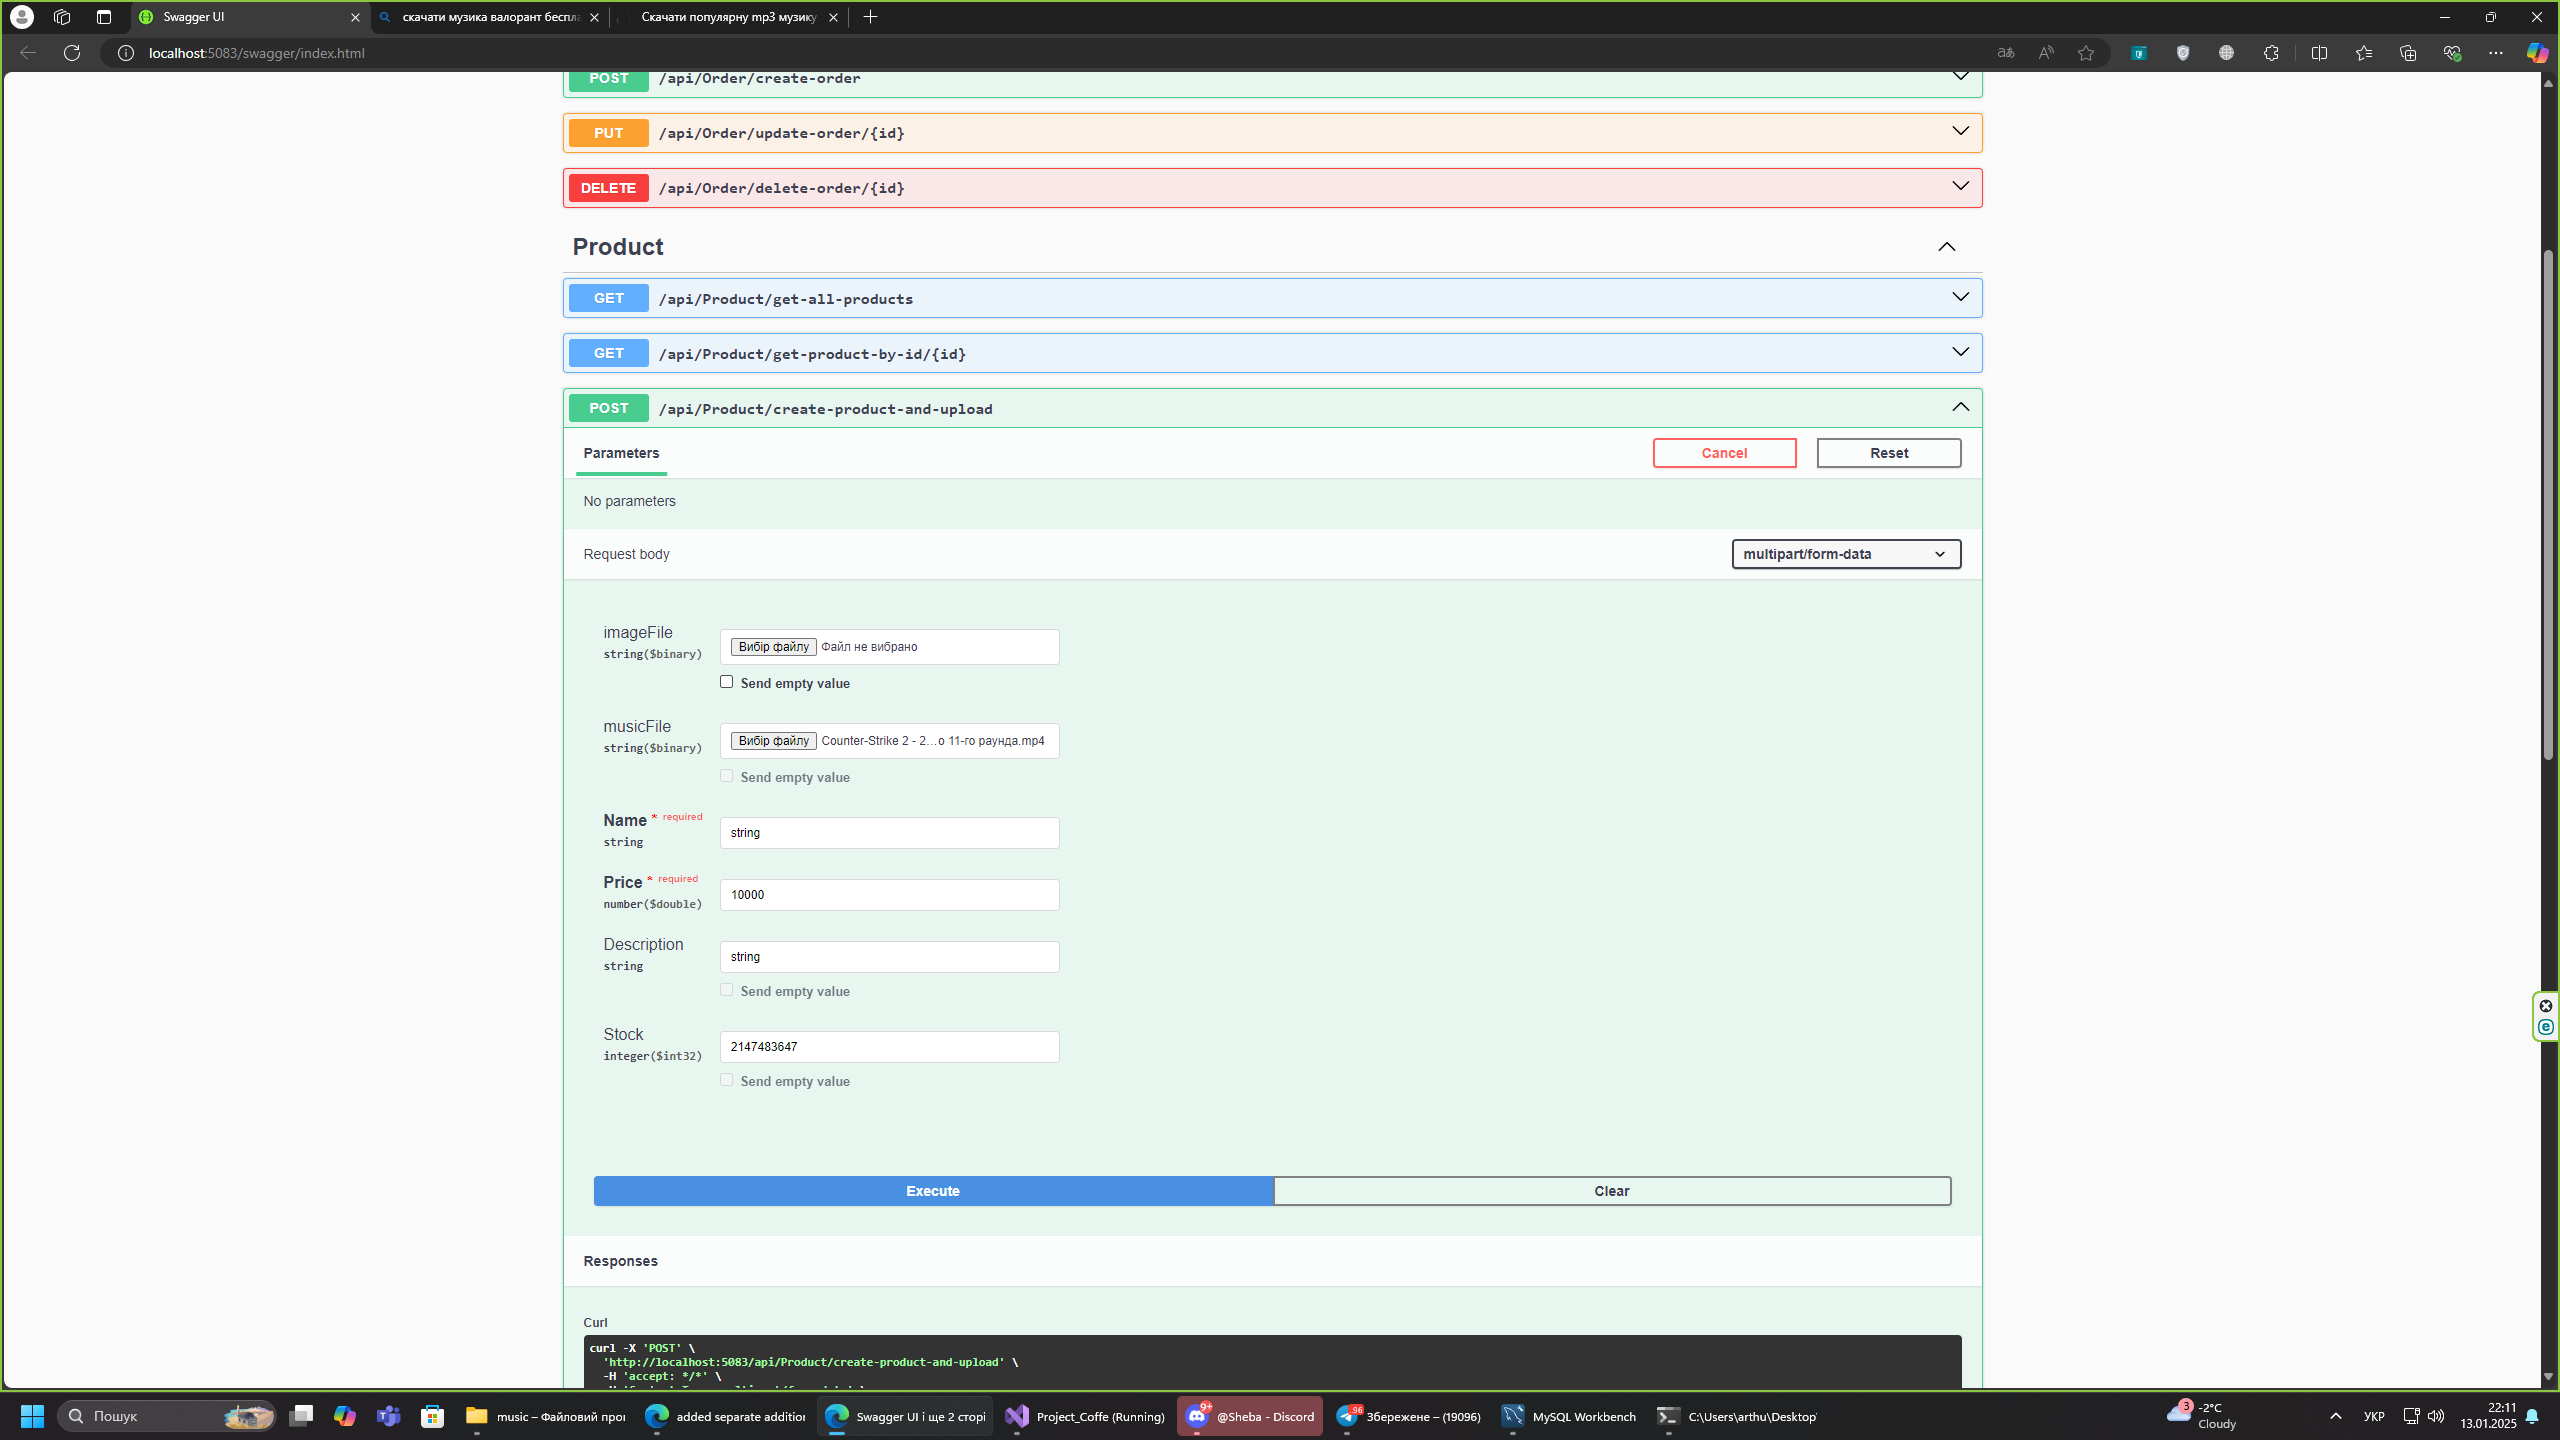 Swagger UI
скачати музика валорант беспла
Скачати популярну mp3 музику
localhost:5083/swagger/index.html
POST /api/Order/create-order
PUT /api/Order/update-order/{id}
DELETE /api/Order/delete-order/{id}
Product
GET /api/Product/get-all-products
GET /api/Product/get-product-by-id/{id}
POST /api/Product/create-product-and-upload
Parameters
Cancel
Reset
No parameters
Request body
multipart/form-data
imageFile
string($binary)
Вибір файлу Файл не вибрано
Send empty value
musicFile
string($binary)
Вибір файлу Counter-Strike 2 - 2...о 11-го раунда.mp4
Send empty value
Name * required
string
string
Price * required
number($double)
10000
Description
string
string
Send empty value
Stock
integer($int32)
2147483647
Send empty value
Execute
Clear
Responses
Curl
curl -X 'POST' \
'http://localhost:5083/api/Product/create-product-and-upload' \
-H 'accept: */*' \
Пошук
music – Файловий прог
added separate addition
Swagger UI і ще 2 сторі
Project_Coffe (Running)
9+
@Sheba - Discord
96
Збережене – (19096)
MySQL Workbench
C:\Users\arthu\Desktop
3
-2°C
Cloudy
УКР
22:11
13.01.2025